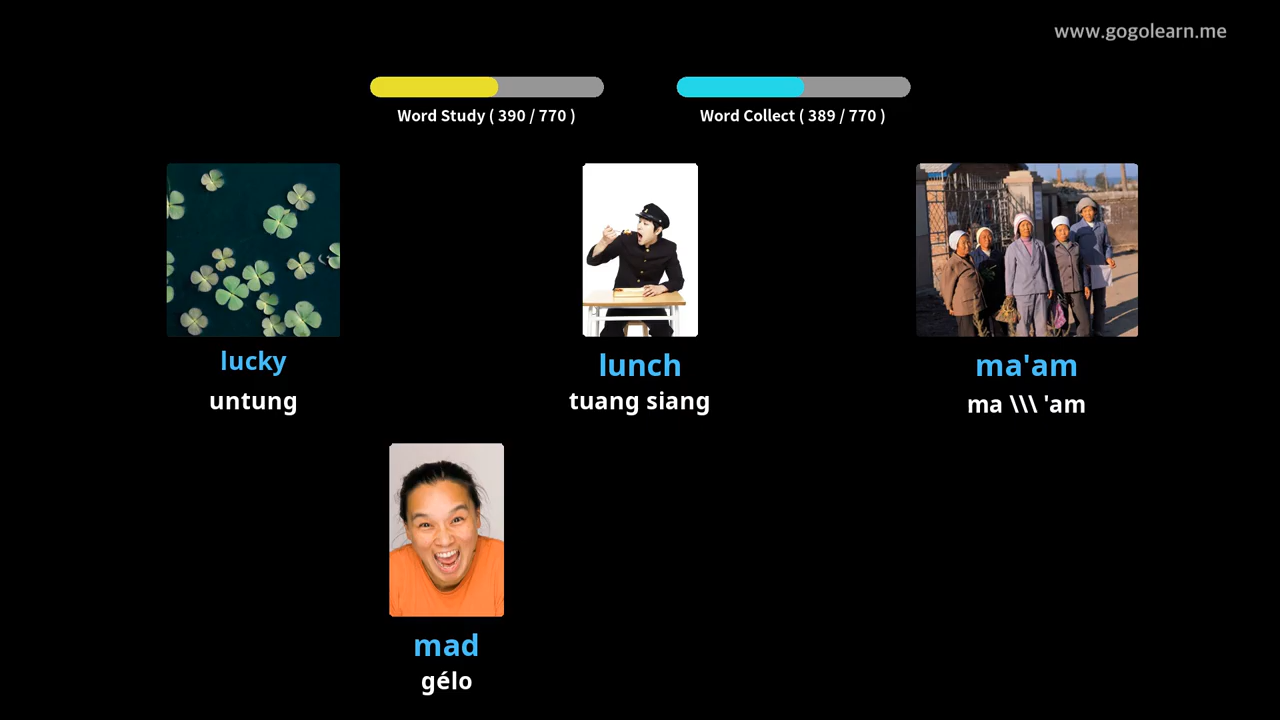 www.gogolearn.me
Word Study ( 390 / 770 )
Word Collect ( 389 / 770 )
lucky
untung
lunch
tuang siang
ma'am
ma \\\ 'am
mad
gélo